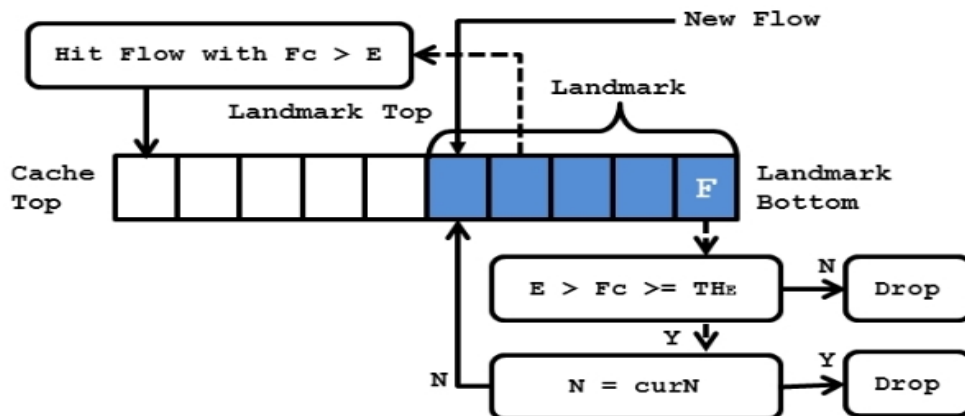 New Flow
Hit Flow with Fc > E
Landmark
Landmark Top
Cache
Top
F
Landmark
Bottom
E > Fc >= THE
N
Drop
Y
N
N = curN
Y
Drop